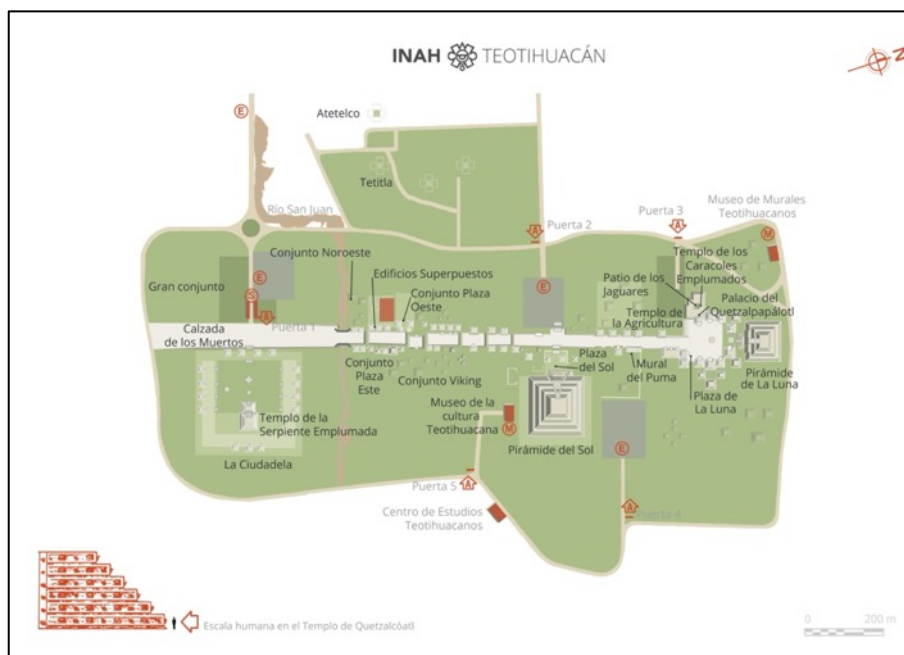 INAH TEOTIHUACÁN
N
E
Atetelco
Tetitla
Río San Juan
Puerta 2
A
Puerta 3
A
Museo de Murales
Teotihuacanos
M
Conjunto Noroeste
Gran conjunto
E
S
A
Puerta 1
Edificios Superpuestos
Conjunto Plaza
Oeste
E
Templo de los
Caracoles
Emplumados
Patio de los
Jaguares
Palacio del
Quetzalpapálotl
Templo de
la Agricultura
Calzada
de los Muertos
Conjunto
Plaza
Este
Conjunto Viking
Plaza
del Sol
Mural
del Puma
Plaza de
La Luna
Pirámide
de La Luna
Museo de la
cultura
Teotihuacana
M
Templo de la
Serpiente Emplumada
La Ciudadela
Pirámide del Sol
E
Puerta 5
A
Centro de Estudios
Teotihuacanos
A
Puerta 4
A
Escala humana en el Templo de Quetzalcóatl
0 200 m